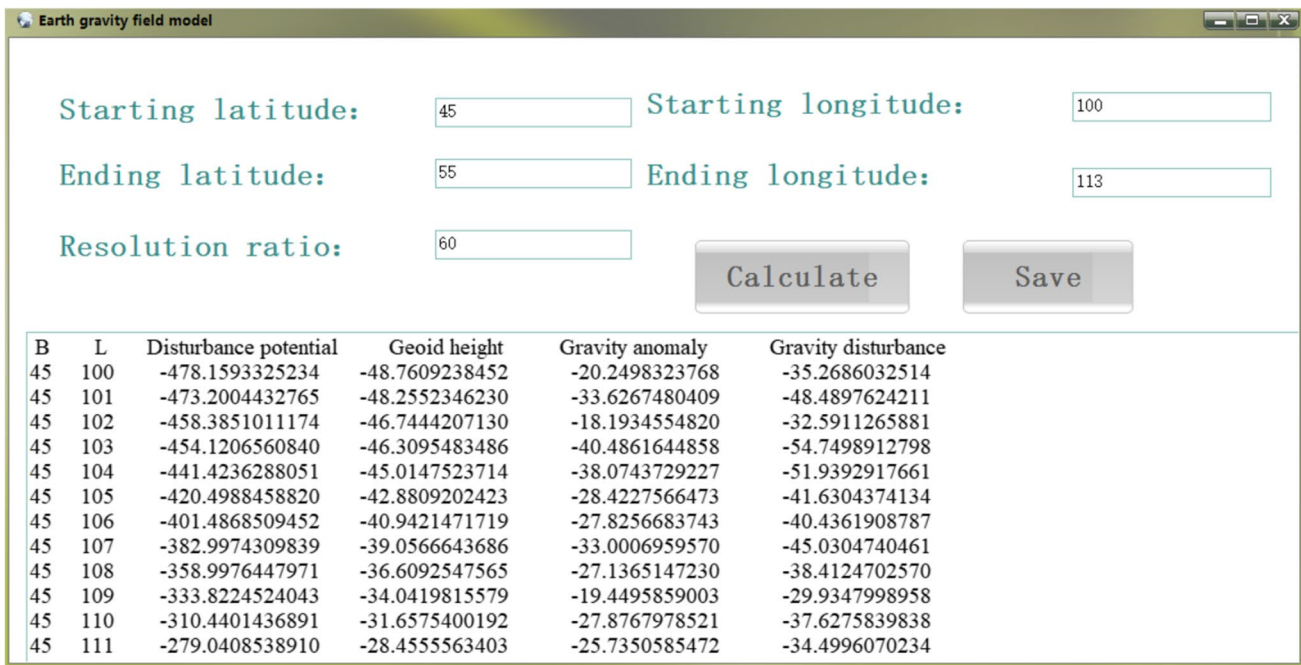 Earth gravity field model
Starting latitude: 45 Starting longitude: 100
Ending latitude: 55 Ending longitude: 113
Resolution ratio: 60
Calculate Save
B L Disturbance potential Geoid height Gravity anomaly Gravity disturbance
45 100 -478.1593325234 -48.7609238452 -20.2498323768 -35.2686032514
45 101 -473.2004432765 -48.2552346230 -33.6267480409 -48.4897624211
45 102 -458.3851011174 -46.7444207130 -18.1934554820 -32.5911265881
45 103 -454.1206560840 -46.3095483486 -40.4861644858 -54.7498912798
45 104 -441.4236288051 -45.0147523714 -38.0743729227 -51.9392917661
45 105 -420.4988458820 -42.8809202423 -28.4227566473 -41.6304374134
45 106 -401.4868509452 -40.9421471719 -27.8256683743 -40.4361908787
45 107 -382.9974309839 -39.0566643686 -33.0006959570 -45.0304740461
45 108 -358.9976447971 -36.6092547565 -27.1365147230 -38.4124702570
45 109 -333.8224524043 -34.0419815579 -19.4495859003 -29.9347998958
45 110 -310.4401436891 -31.6575400192 -27.8767978521 -37.6275839838
45 111 -279.0408538910 -28.4555563403 -25.7350585472 -34.4996070234